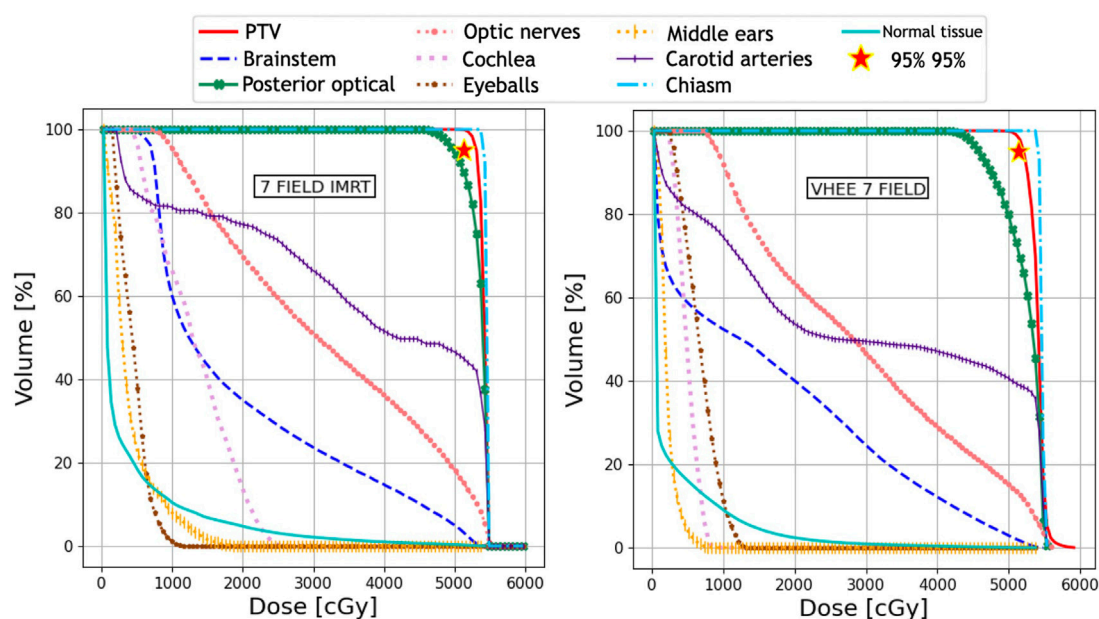 PTV Optic nerves Middle ears Normal tissue
Brainstem Cochlea Carotid arteries 95% 95%
Posterior optical Eyeballs Chiasm
7 FIELD IMRT
100
80
60
40
20
0
Volume [%]
0 1000 2000 3000 4000 5000 6000
Dose [cGy]
VHEE 7 FIELD
100
80
60
40
20
0
Volume [%]
0 1000 2000 3000 4000 5000 6000
Dose [cGy]